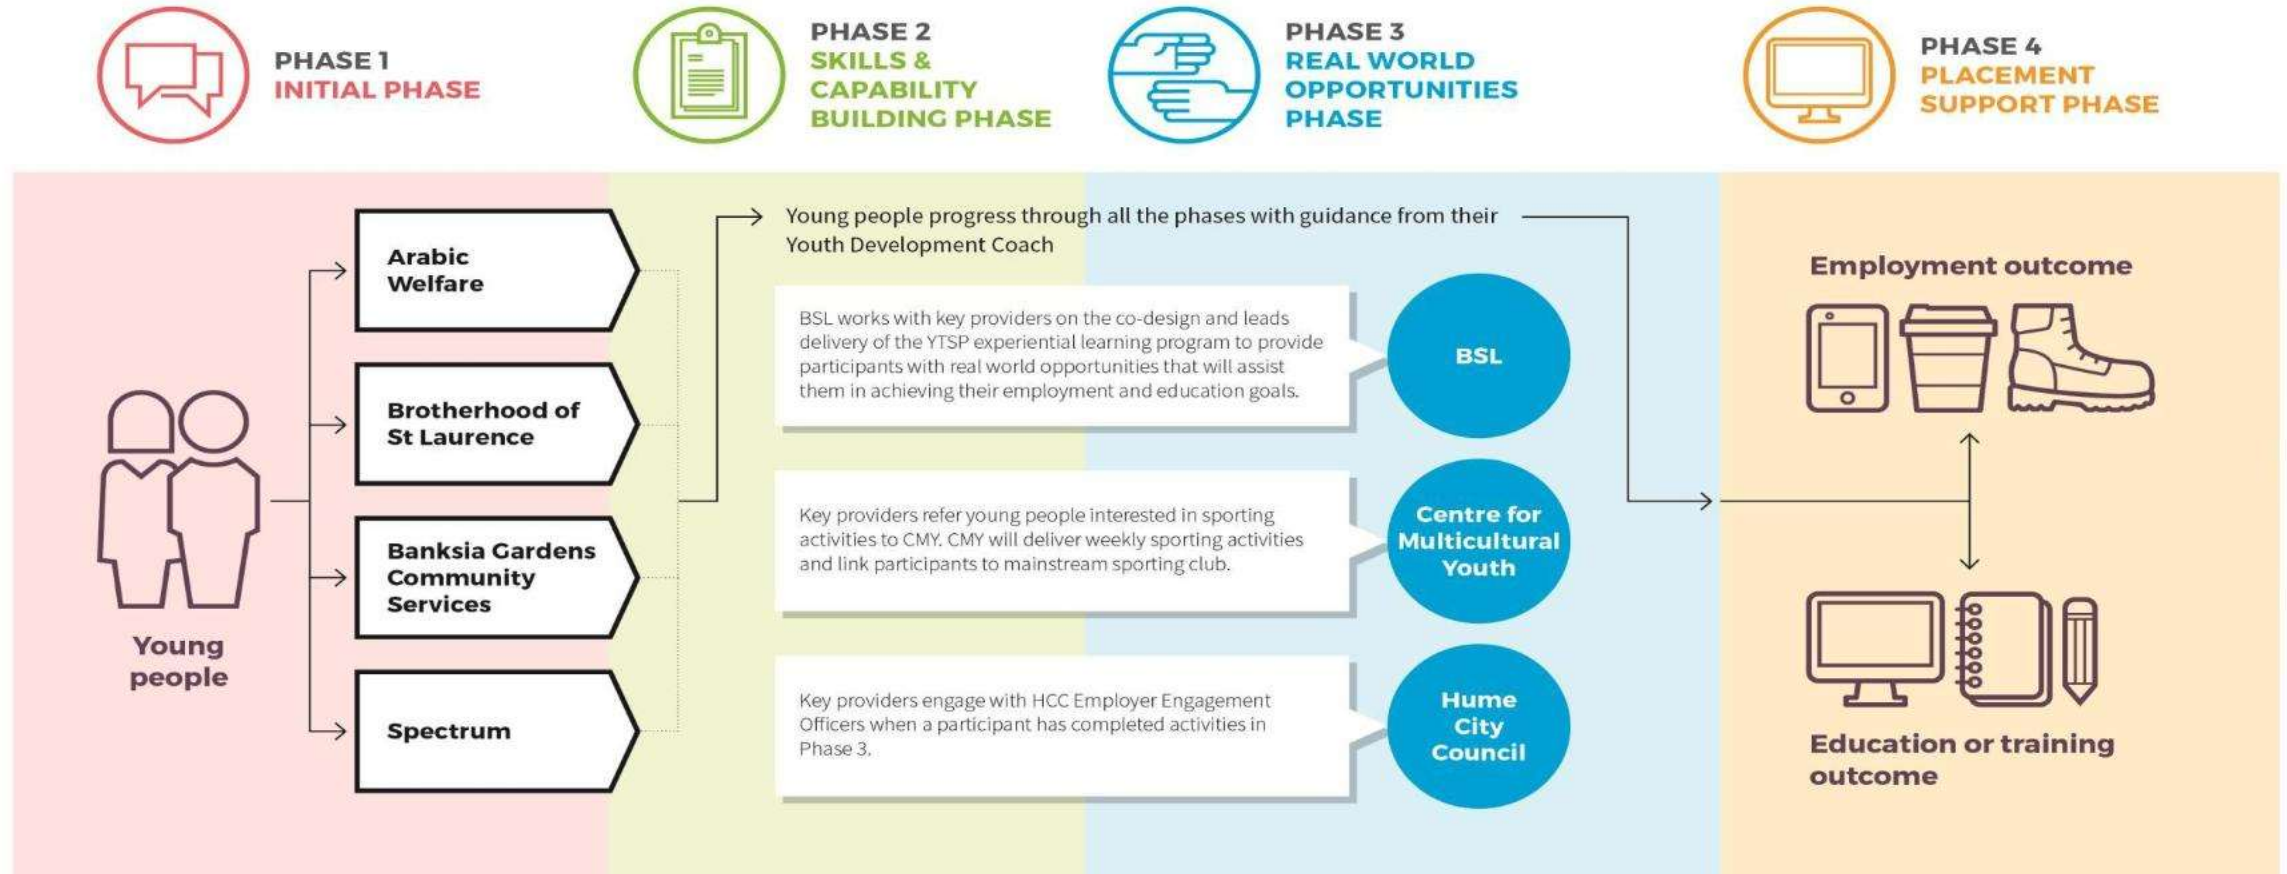 PHASE 1
INITIAL PHASE
PHASE 2
SKILLS &
CAPABILITY
BUILDING PHASE
PHASE 3
REAL WORLD
OPPORTUNITIES
PHASE
PHASE 4
PLACEMENT
SUPPORT PHASE
Young
people
Arabic
Welfare
Brotherhood of
St Laurence
Banksia Gardens
Community
Services
Spectrum
Young people progress through all the phases with guidance from their
Youth Development Coach
BSL works with key providers on the co-design and leads
delivery of the YTSP experiential learning program to provide
participants with real world opportunities that will assist
them in achieving their employment and education goals.
BSL
Key providers refer young people interested in sporting
activities to CMY. CMY will deliver weekly sporting activities
and link participants to mainstream sporting club.
Centre for
Multicultural
Youth
Key providers engage with HCC Employer Engagement
Officers when a participant has completed activities in
Phase 3.
Hume
City
Council
Employment outcome
Education or training
outcome